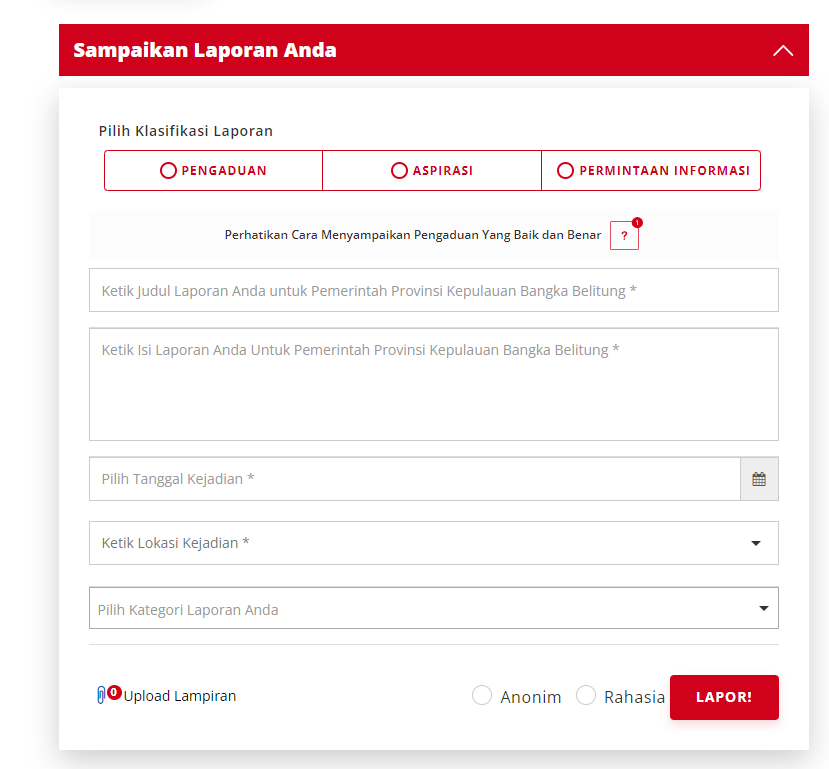 Sampaikan Laporan Anda
Pilih Klasifikasi Laporan
PENGADUAN
ASPIRASI
PERMINTAAN INFORMASI
Perhatikan Cara Menyampaikan Pengaduan Yang Baik dan Benar ? 1
Ketik Judul Laporan Anda untuk Pemerintah Provinsi Kepulauan Bangka Belitung *
Ketik Isi Laporan Anda Untuk Pemerintah Provinsi Kepulauan Bangka Belitung *
Pilih Tanggal Kejadian *
Ketik Lokasi Kejadian *
Pilih Kategori Laporan Anda
0 Upload Lampiran
Anonim
Rahasia
LAPOR!